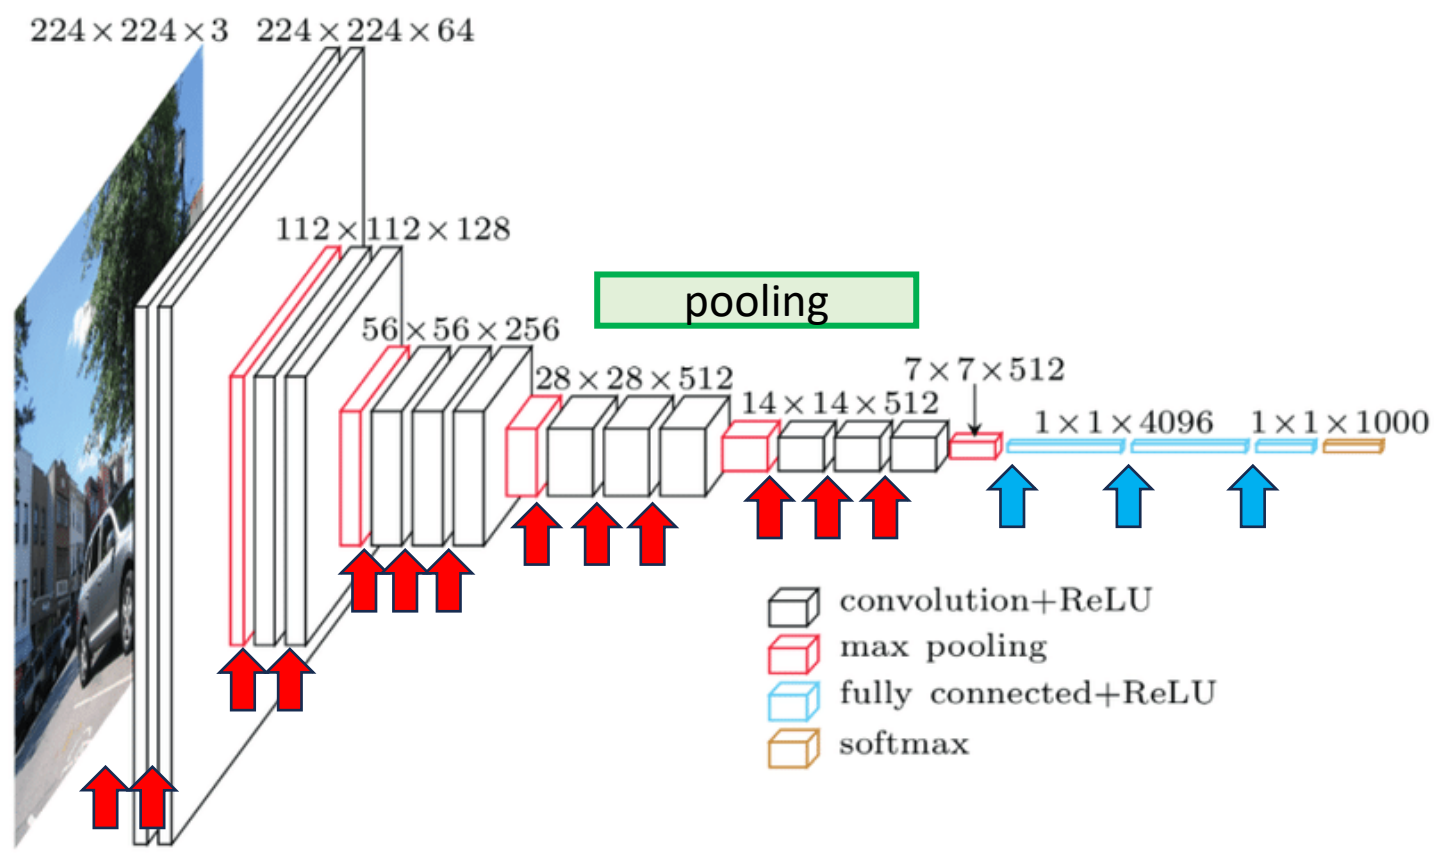 224×224×3
224×224×64
112×112×128
56×56×256
pooling
28×28×512
7×7×512
14×14×512
1×1×4096
1×1×1000
convolution+ReLU
max pooling
fully connected+ReLU
softmax